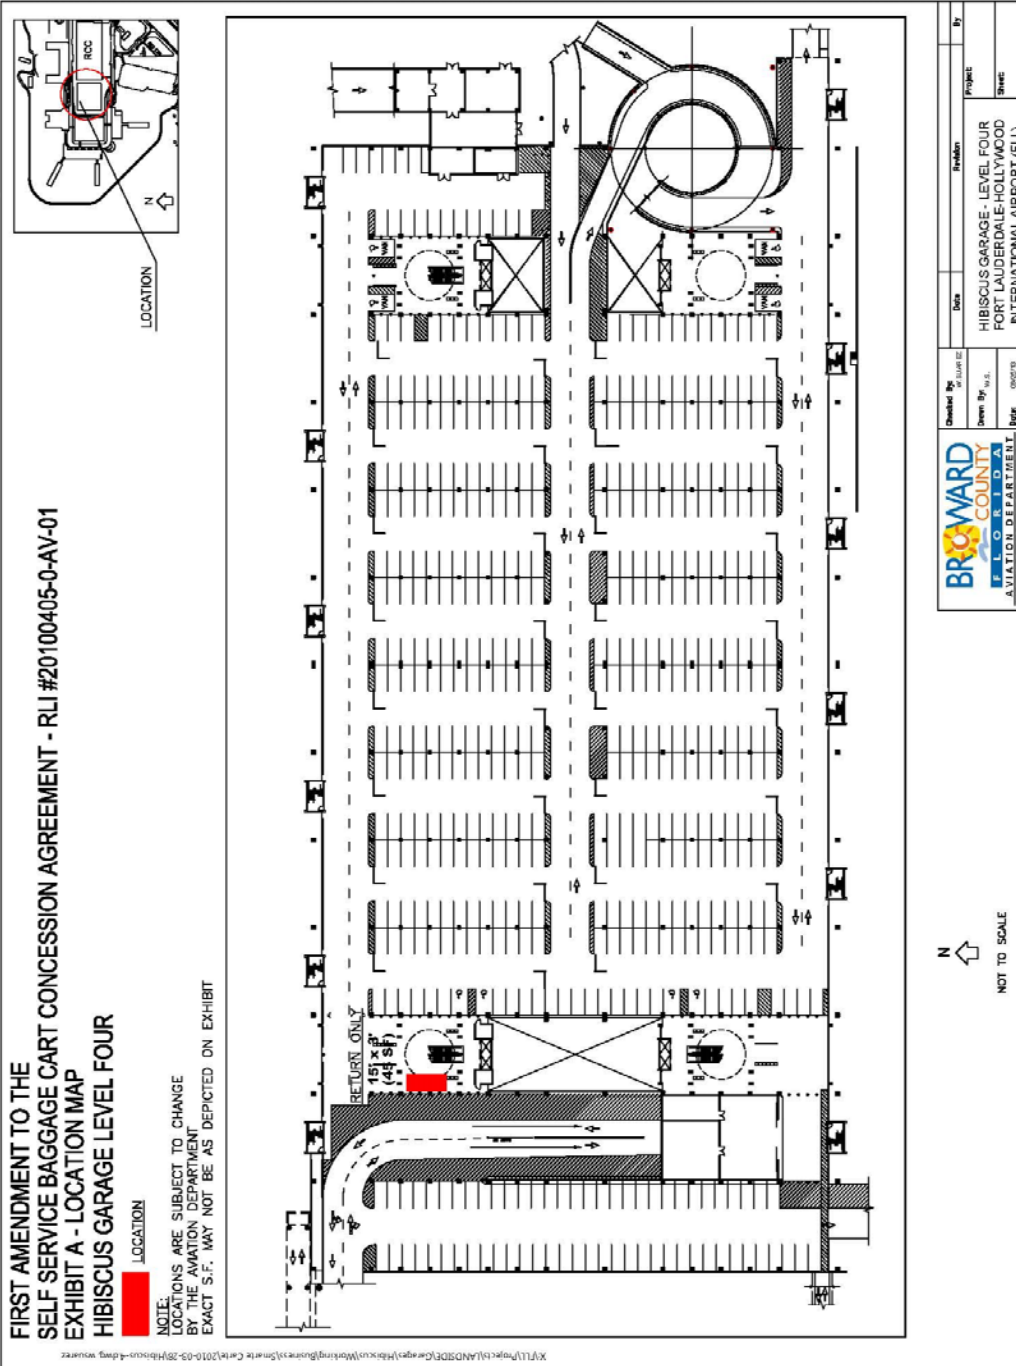 FIRST AMENDMENT TO THE
SELF SERVICE BAGGAGE CART CONCESSION AGREEMENT - RLI #20100405-0-AV-01
EXHIBIT A - LOCATION MAP
HIBISCUS GARAGE LEVEL FOUR
LOCATION
NOTE:
LOCATIONS ARE SUBJECT TO CHANGE
BY THE AVIATION DEPARTMENT
EXACT S.F. MAY NOT BE AS DEPICTED ON EXHIBIT
RCC
N
LOCATION
RETURN ONLY
15' x 3'
(45 SF)
VAN
VAN
VAN
VAN
N
NOT TO SCALE
BROWARD
COUNTY
FLORIDA
AVIATION DEPARTMENT
Checked By:
Drawn By: W.S.
Date:
Date
Revision
By
HIBISCUS GARAGE - LEVEL FOUR
FORT LAUDERDALE-HOLLYWOOD
INTERNATIONAL AIRPORT (FLL)
Project:
Sheet: